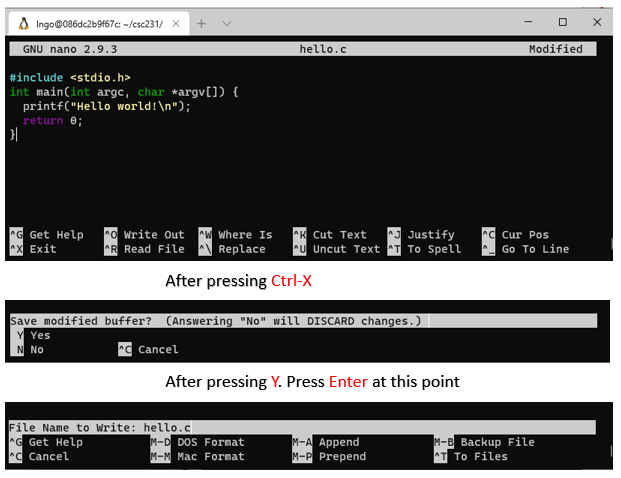 lngo@086dc2b9f67c: ~/csc231/
GNU nano 2.9.3 hello.c Modified
#include <stdio.h>
int main(int argc, char *argv[]) {
printf("Hello world!\n");
return 0;
}
^G Get Help ^O Write Out ^W Where Is ^K Cut Text ^J Justify ^C Cur Pos
^X Exit ^R Read File ^\ Replace ^U Uncut Text ^T To Spell ^_ Go To Line
After pressing Ctrl-X
Save modified buffer? (Answering "No" will DISCARD changes.)
Y Yes
N No ^C Cancel
After pressing Y. Press Enter at this point
File Name to Write: hello.c
^G Get Help M-D DOS Format M-A Append M-B Backup File
^C Cancel M-M Mac Format M-P Prepend ^T To Files